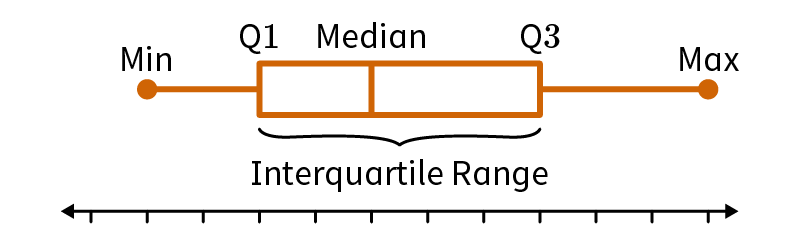 Q1 Median Q3
Min Max
Interquartile Range